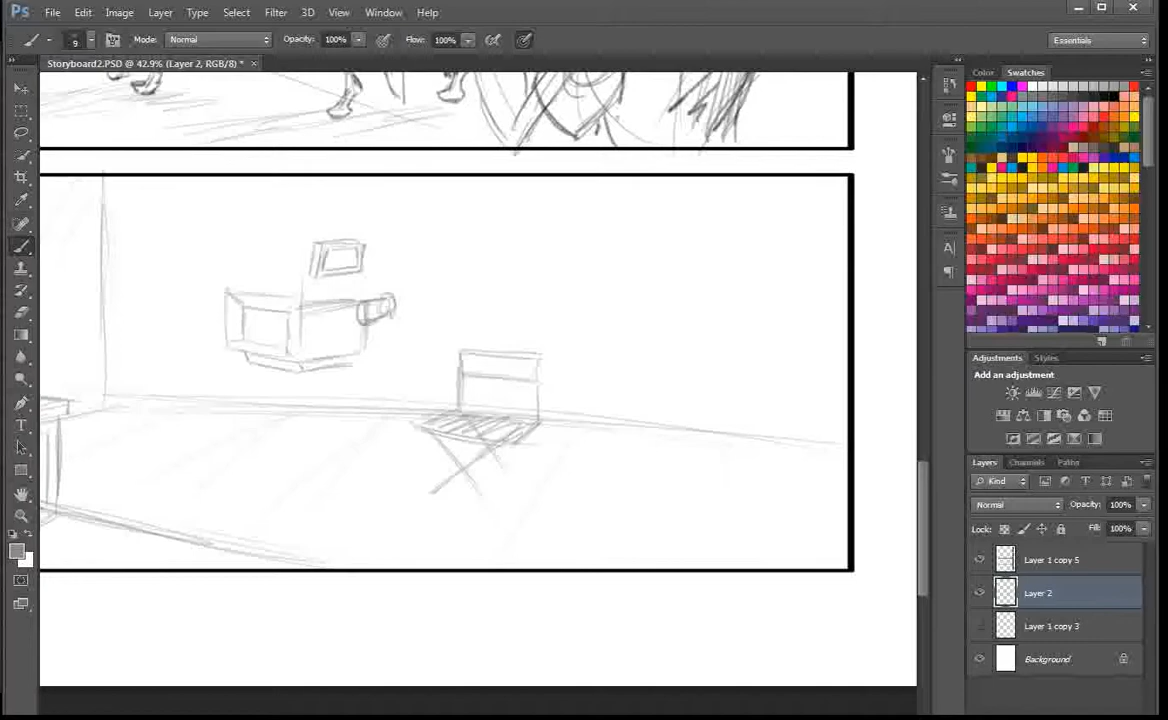 Ps File Edit Image Layer Type Select Filter 3D View Window Help
9 Mode: Normal Opacity: 100% Flow: 100% Essentials
Storyboard2.PSD @ 42.9% (Layer 2, RGB/8) * ×
Color Swatches
Adjustments Styles
Add an adjustment
Layers Channels Paths
Kind
Normal Opacity: 100%
Lock: Fill: 100%
Layer 1 copy 5
Layer 2
Layer 1 copy 3
Background